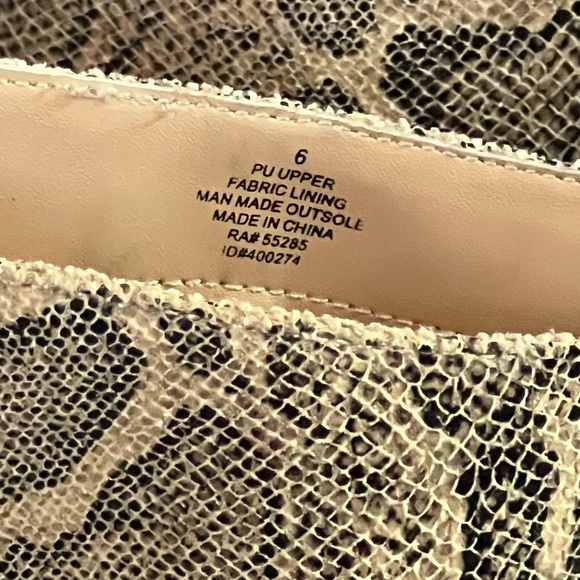 6
PU UPPER
FABRIC LINING
MAN MADE OUTSOLE
MADE IN CHINA
RA# 55285
ID#400274